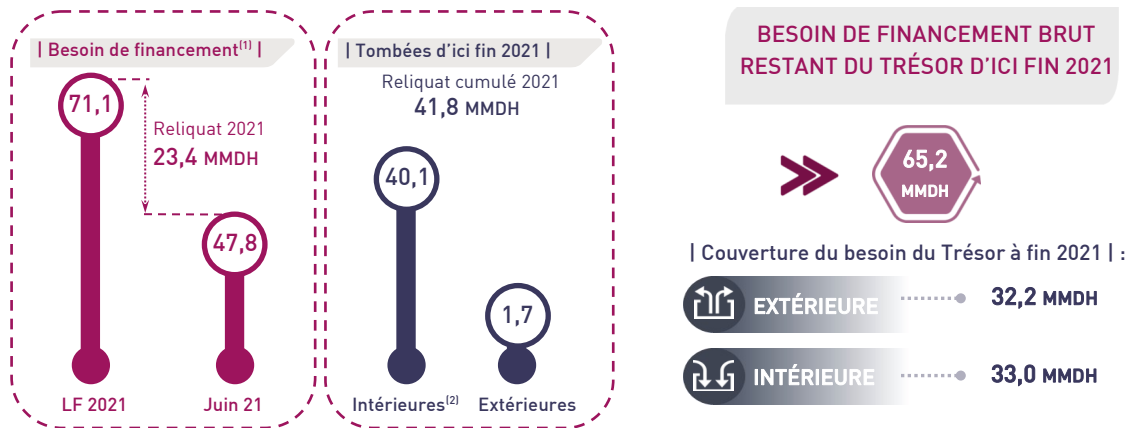 | Besoin de financement(1) |
71,1
Reliquat 2021
23,4 MMDH
47,8
LF 2021
Juin 21
| Tombées d'ici fin 2021 |
Reliquat cumulé 2021
41,8 MMDH
40,1
1,7
Intérieures(2)
Extérieures
BESOIN DE FINANCEMENT BRUT
RESTANT DU TRÉSOR D'ICI FIN 2021
65,2
MMDH
| Couverture du besoin du Trésor à fin 2021 | :
EXTÉRIEURE
32,2 MMDH
INTÉRIEURE
33,0 MMDH